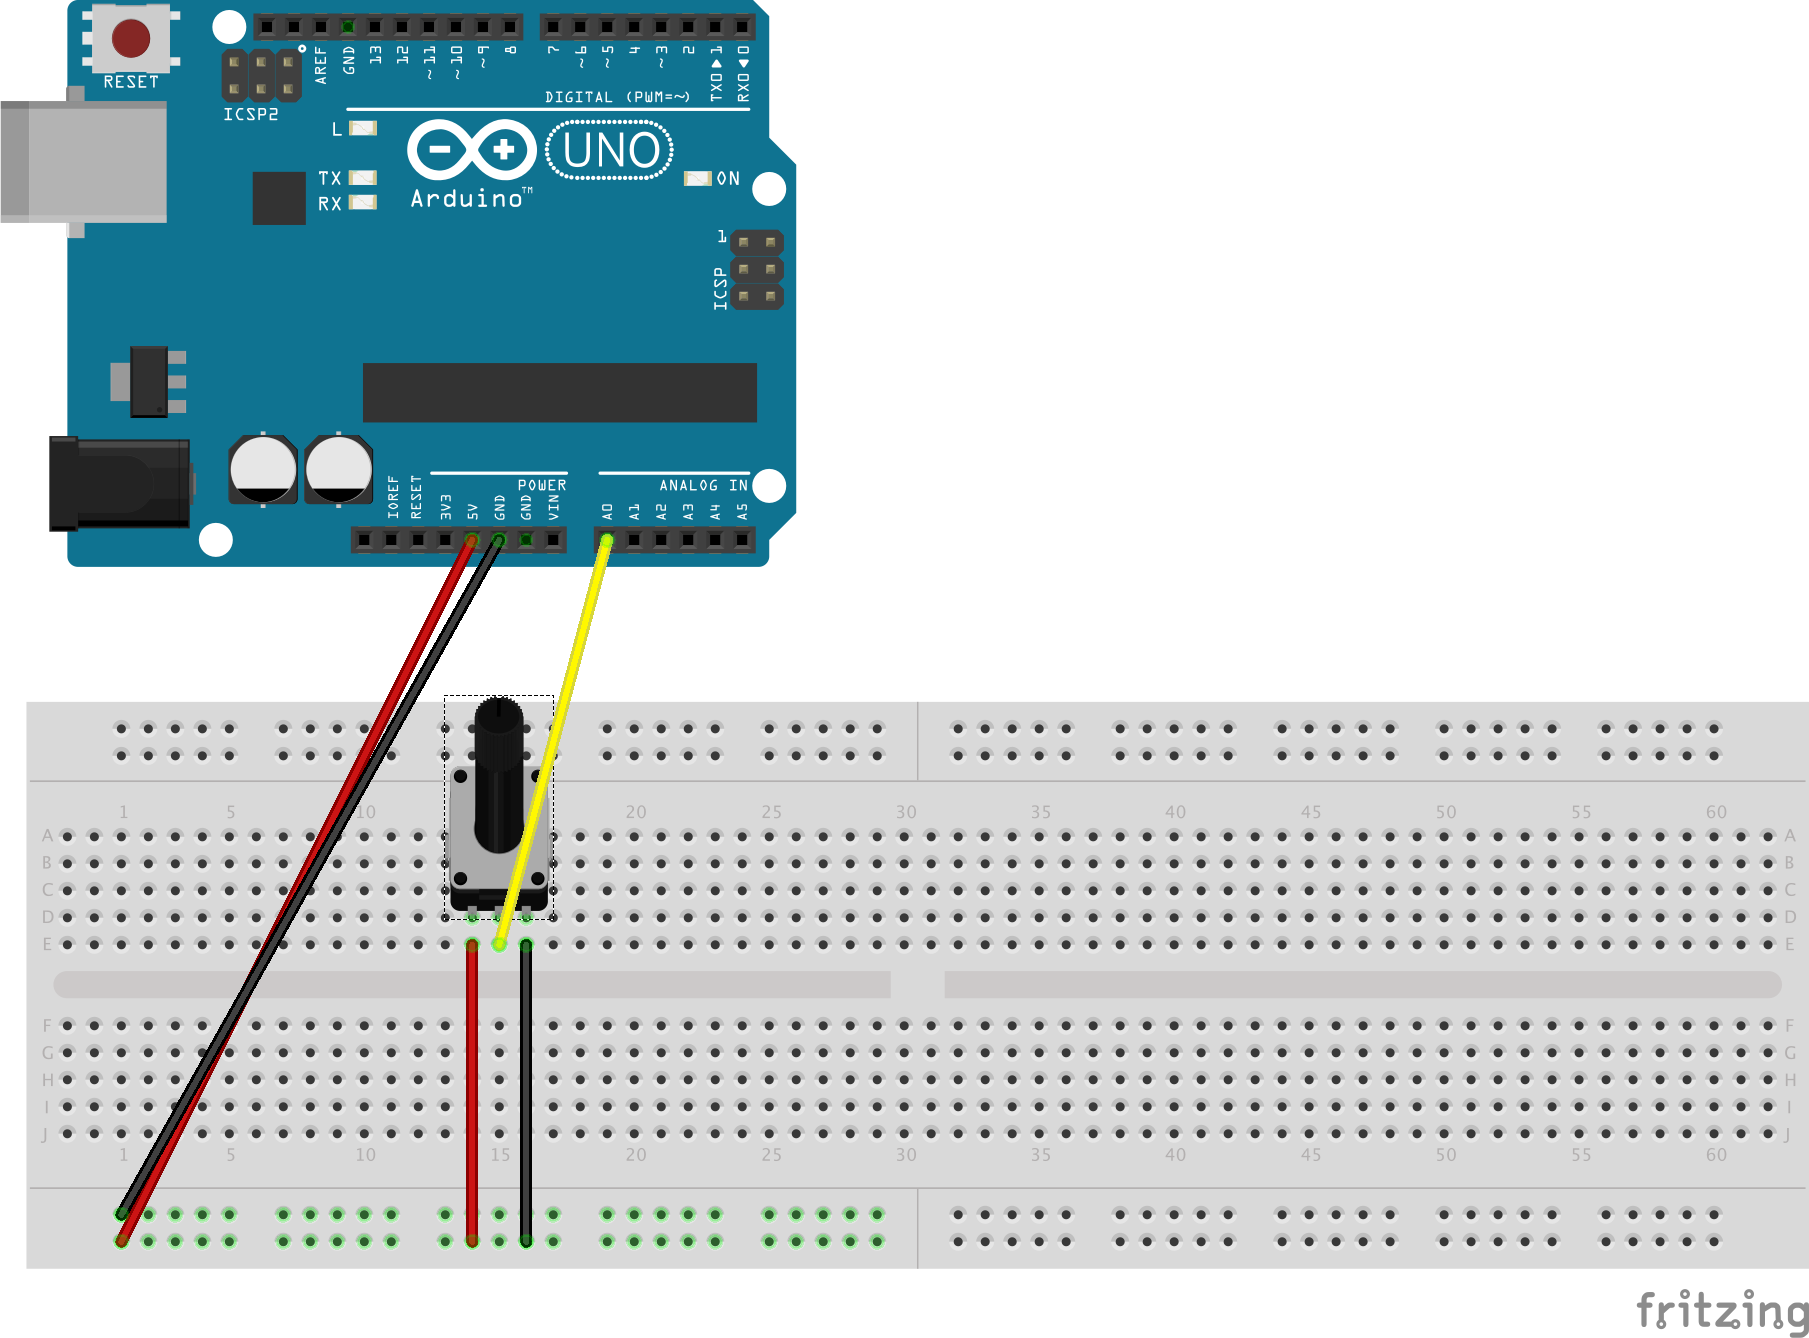 RESET
ICSP2
AREF
GND
13
12
~11
~10
~9
8
7
~6
~5
4
~3
2
TX0▶1
RX0◀0
DIGITAL (PWM=~)
L
TX
RX
Arduino™
UNO
ON
1
ICSP
IOREF
RESET
3V3
5V
GND
GND
VIN
POWER
ANALOG IN
A0
A1
A2
A3
A4
A5
1 5 10 20 25 30 35 40 45 50 55 60
A A
B B
C C
D D
E E
F F
G G
H H
I I
J J
1 5 10 15 20 25 30 35 40 45 50 55 60
fritzing